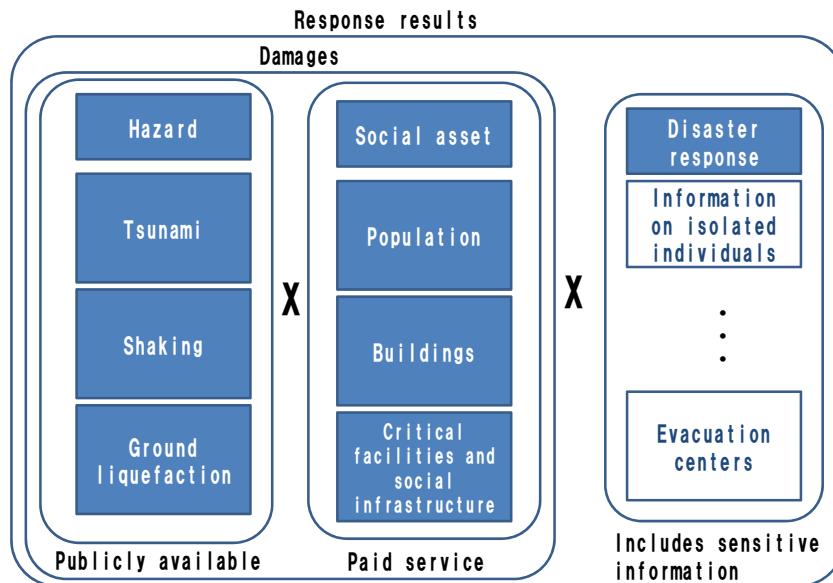 Response results
Damages
Hazard
Tsunami
Shaking
Ground
liquefaction
Publicly available
X
Social asset
Population
Buildings
Critical
facilities and
social
infrastructure
Paid service
X
Disaster
response
Information
on isolated
individuals
Evacuation
centers
Includes sensitive
information